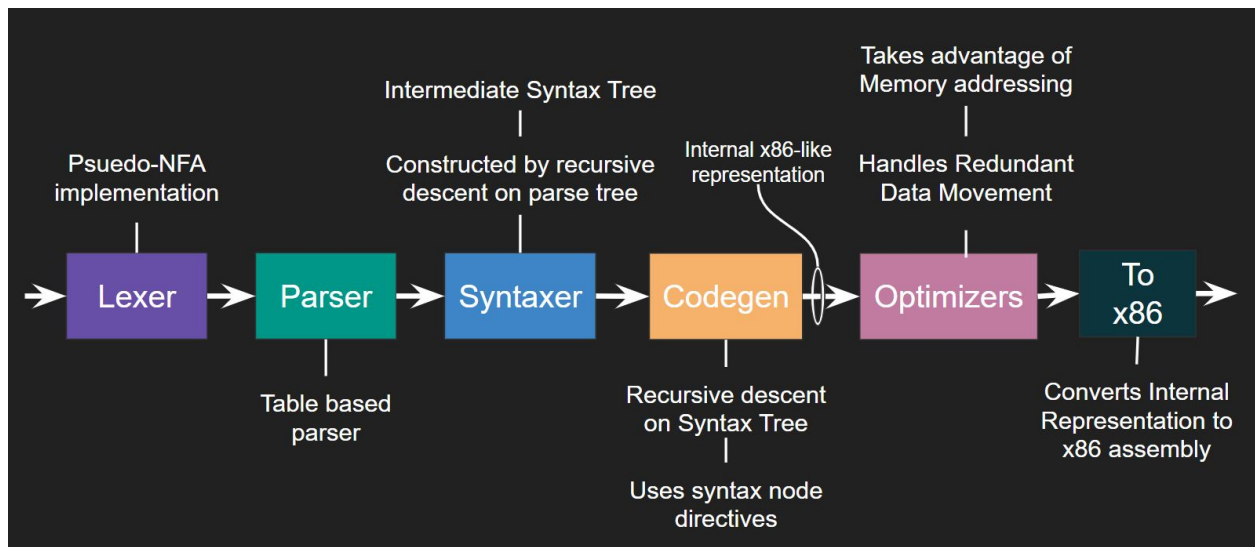 Psuedo-NFA
implementation
Lexer
Parser
Table based
parser
Intermediate Syntax Tree
Constructed by recursive
descent on parse tree
Syntaxer
Codegen
Recursive descent
on Syntax Tree
Uses syntax node
directives
Internal x86-like
representation
Takes advantage of
Memory addressing
Handles Redundant
Data Movement
Optimizers
To
x86
Converts Internal
Representation to
x86 assembly